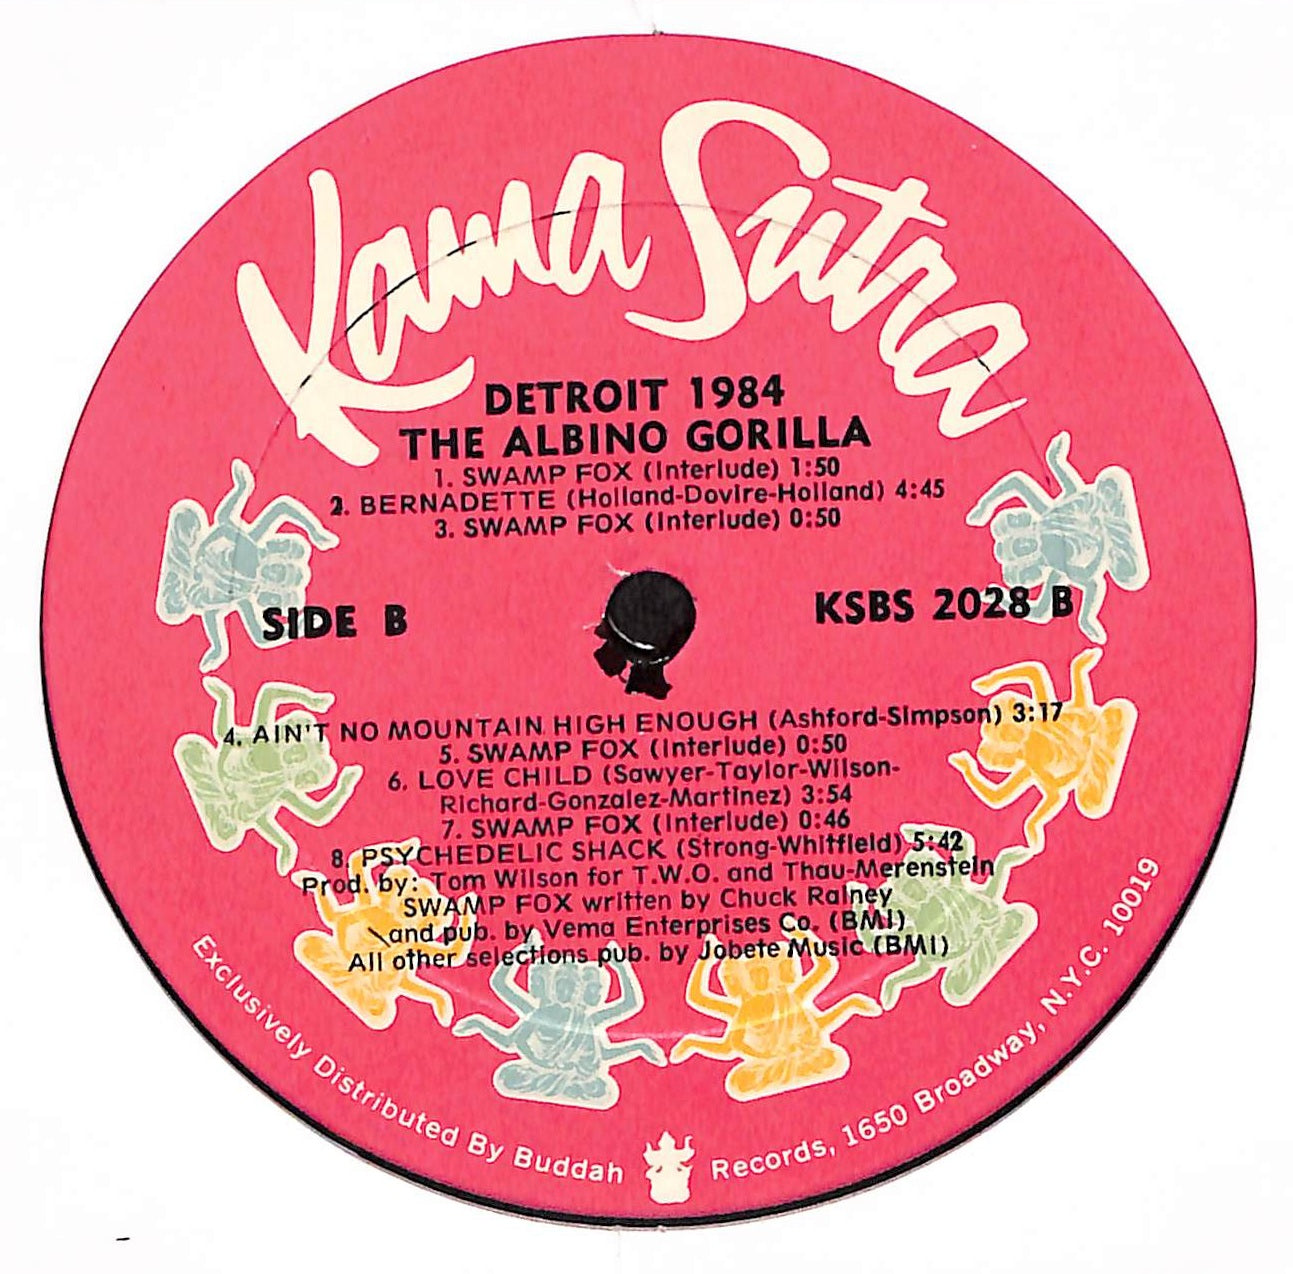 Kama Sutra
DETROIT 1984
THE ALBINO GORILLA
1. SWAMP FOX (Interlude) 1:50
2. BERNADETTE (Holland-Dovire-Holland) 4:45
3. SWAMP FOX (Interlude) 0:50
SIDE B
KSBS 2028 B
4. AIN'T NO MOUNTAIN HIGH ENOUGH (Ashford-Simpson) 3:17
5. SWAMP FOX (Interlude) 0:50
6. LOVE CHILD (Sawyer-Taylor-Wilson-
Richard-Gonzalez-Martinez) 3:54
7. SWAMP FOX (Interlude) 0:46
8. PSYCHEDELIC SHACK (Strong-Whitfield) 5:42
Prod. by: Tom Wilson for T.W.O. and Thau-Merenstein
SWAMP FOX written by Chuck Rainey
and pub. by Vema Enterprises Co. (BMI)
All other selections pub. by Jobete Music (BMI)
Exclusively Distributed By Buddah Records, 1650 Broadway, N.Y.C. 10019